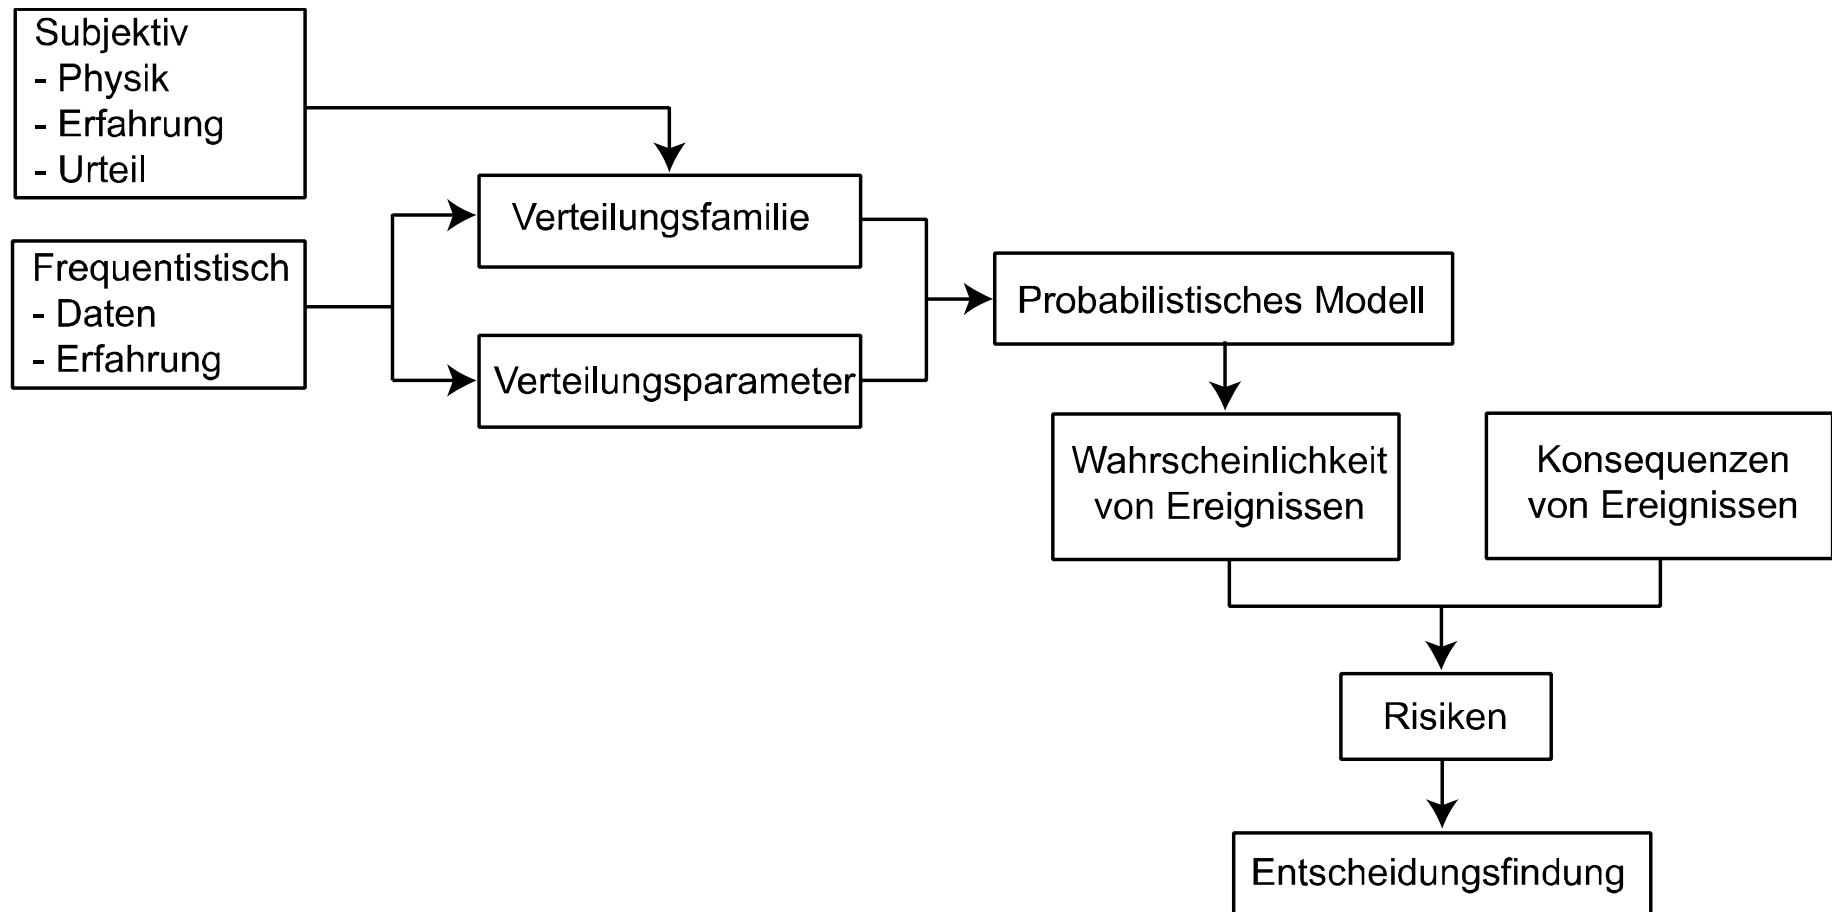 Subjektiv
- Physik
- Erfahrung
- Urteil
Frequentistisch
- Daten
- Erfahrung
Verteilungsfamilie
Verteilungsparameter
Probabilistisches Modell
Wahrscheinlichkeit
von Ereignissen
Konsequenzen
von Ereignissen
Risiken
Entscheidungsfindung